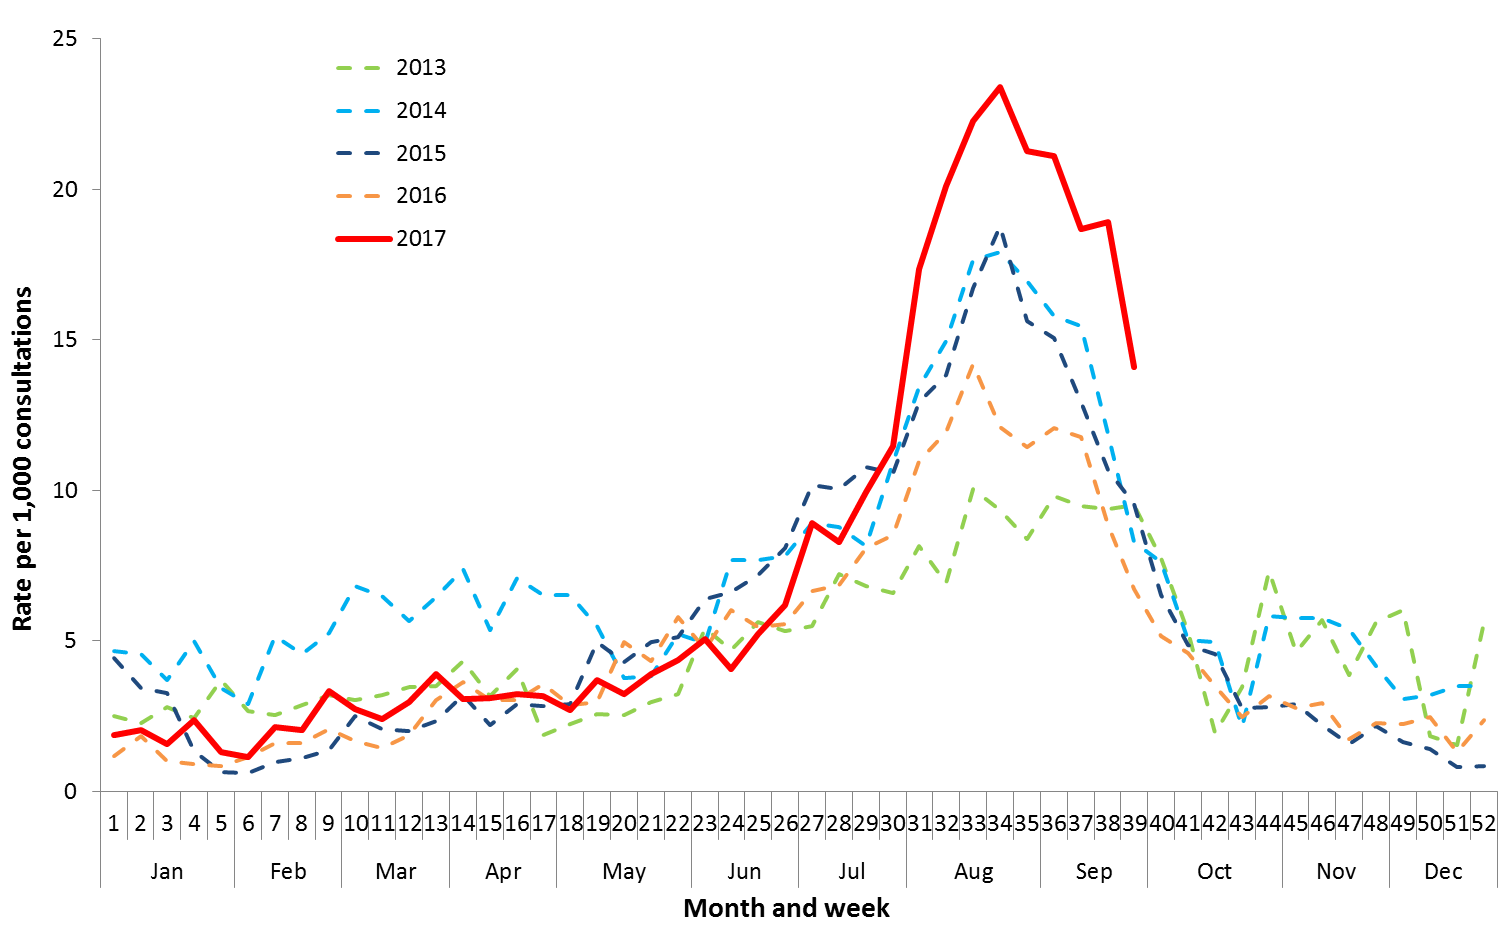 25
20
15
10
5
0
Rate per 1,000 consultations
2013
2014
2015
2016
2017
1 2 3 4 5 6 7 8 9 10 11 12 13 14 15 16 17 18 19 20 21 22 23 24 25 26 27 28 29 30 31 32 33 34 35 36 37 38 39 40 41 42 43 44 45 46 47 48 49 50 51 52
Jan Feb Mar Apr May Jun Jul Aug Sep Oct Nov Dec
Month and week